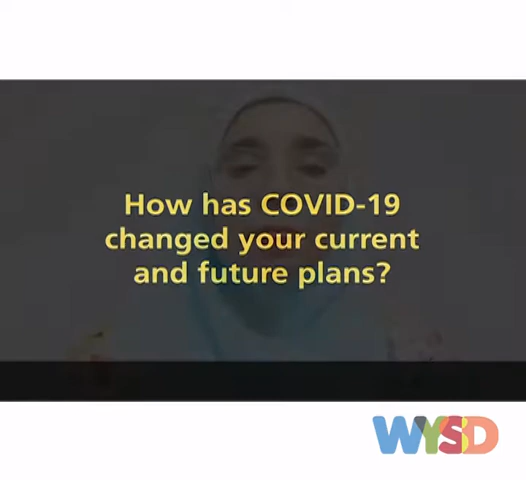 How has COVID-19
changed your current
and future plans?
WYSD